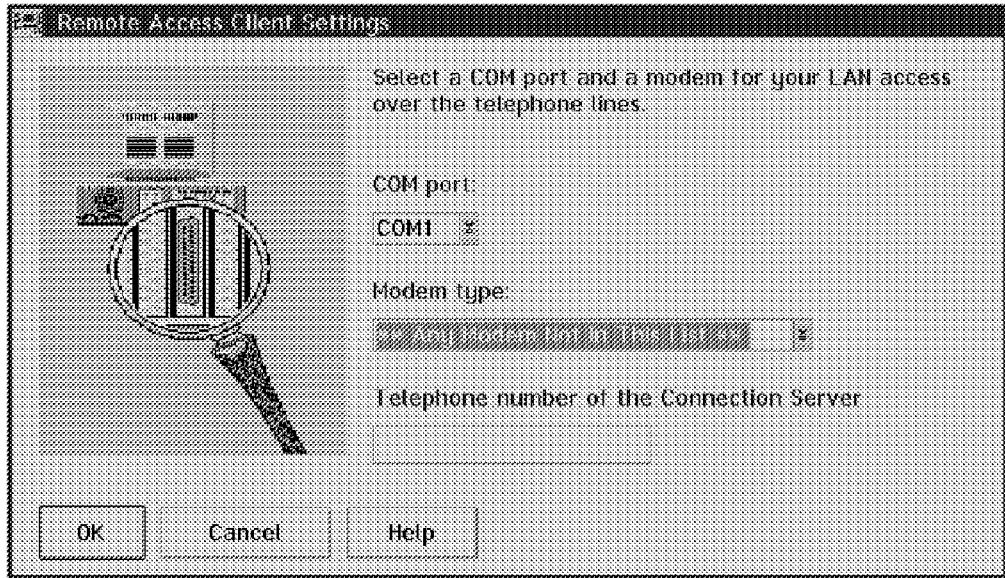 Remote Access Client Settings
Select a COM port and a modem for your LAN access
over the telephone lines.
COM port:
COM1
Modem type:
Telephone number of the Connection Server
OK
Cancel
Help